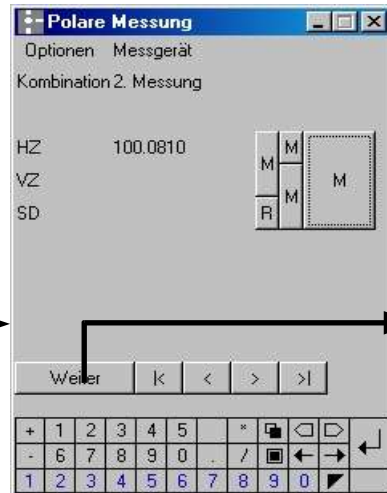 Polare Messung
Optionen Messgerät
Kombination 2. Messung
HZ 100.0810
VZ
SD
M M M
R M
Weiter |< < > >|
+ 1 2 3 4 5 *
- 6 7 8 9 0 . /
1 2 3 4 5 6 7 8 9 0